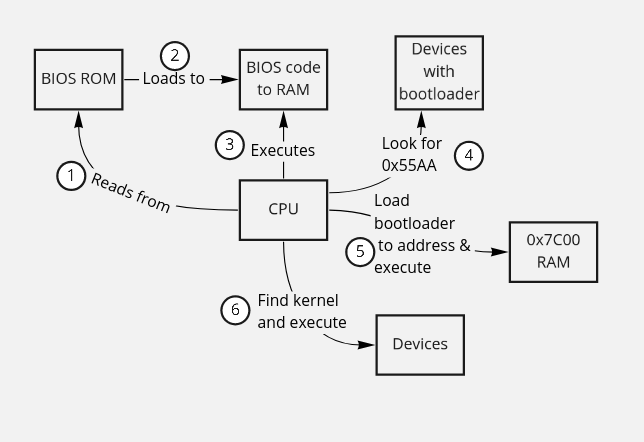 2
BIOS ROM
Loads to
BIOS code
to RAM
Devices
with
bootloader
3
Executes
Look for
0x55AA
4
1
Reads from
CPU
Load
bootloader
to address &
execute
5
0x7C00
RAM
6
Find kernel
and execute
Devices